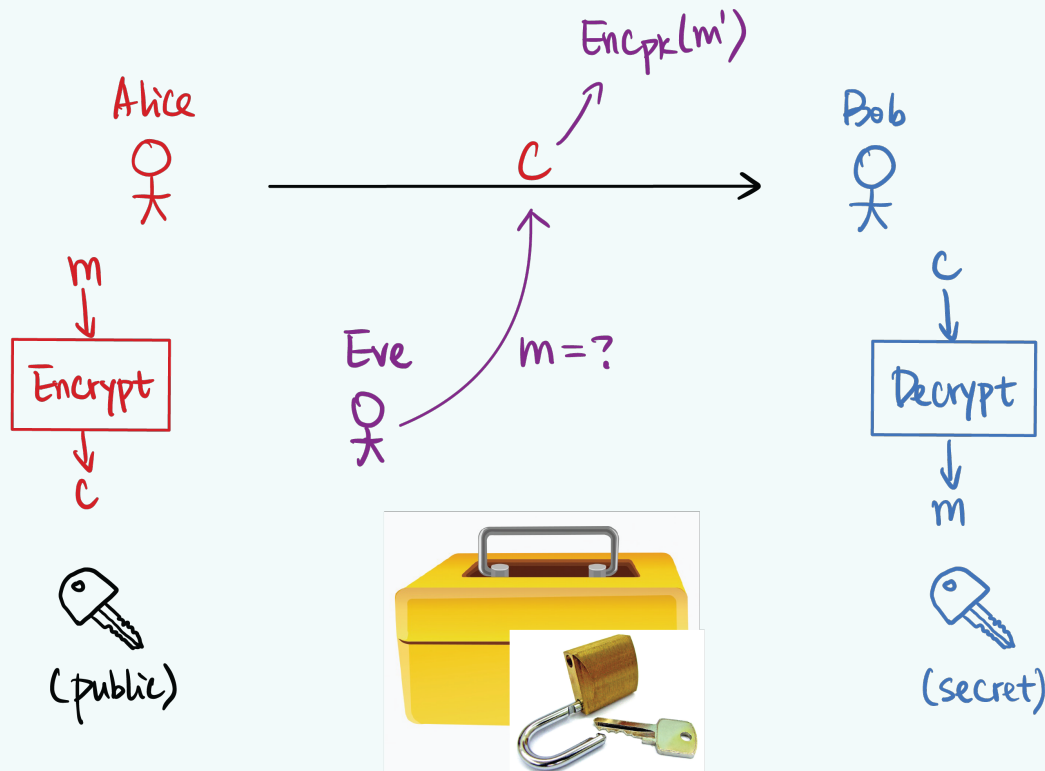 Enc_pk(m')
Alice
Bob
C
m
C
Eve
m=?
Encrypt
Decrypt
C
m
(public)
(secret)